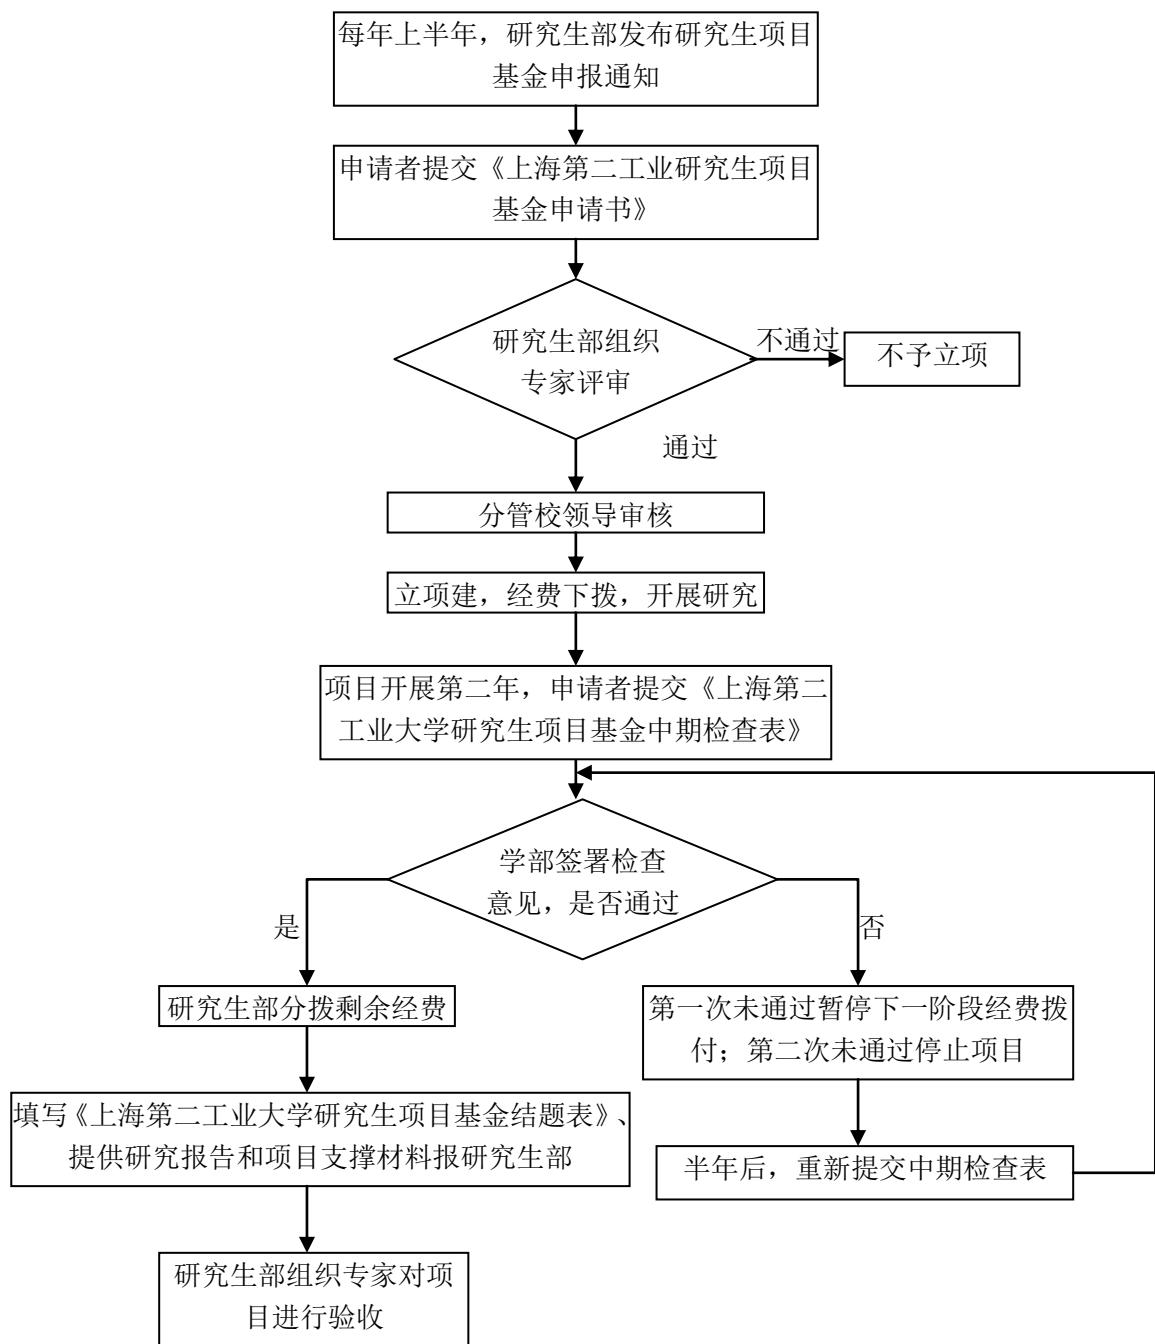 每年上半年，研究生部发布研究生项目
基金申报通知
申请者提交《上海第二工业研究生项目
基金申请书》
研究生部组织
专家评审
不通过
不予立项
通过
分管校领导审核
立项建，经费下拨，开展研究
项目开展第二年，申请者提交《上海第二
工业大学研究生项目基金中期检查表》
学部签署检查
意见，是否通过
是
否
研究生部分拨剩余经费
第一次未通过暂停下一阶段经费拨
付；第二次未通过停止项目
填写《上海第二工业大学研究生项目基金结题表》、
提供研究报告和项目支撑材料报研究生部
半年后，重新提交中期检查表
研究生部组织专家对项
目进行验收